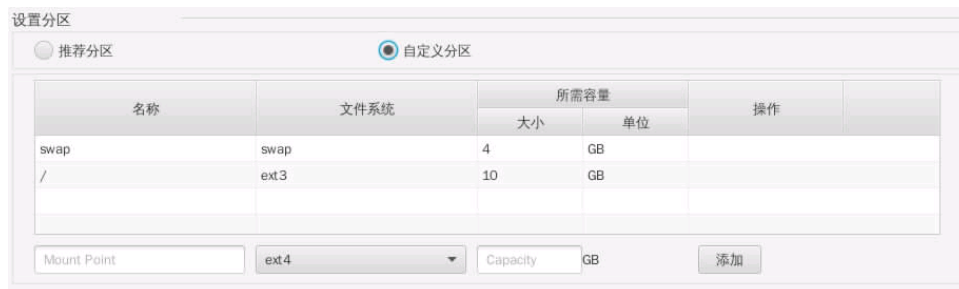 设置分区
推荐分区 自定义分区
名称 文件系统 所需容量 操作
大小 单位
swap swap 4 GB
/ ext3 10 GB
Mount Point ext4 Capacity GB 添加